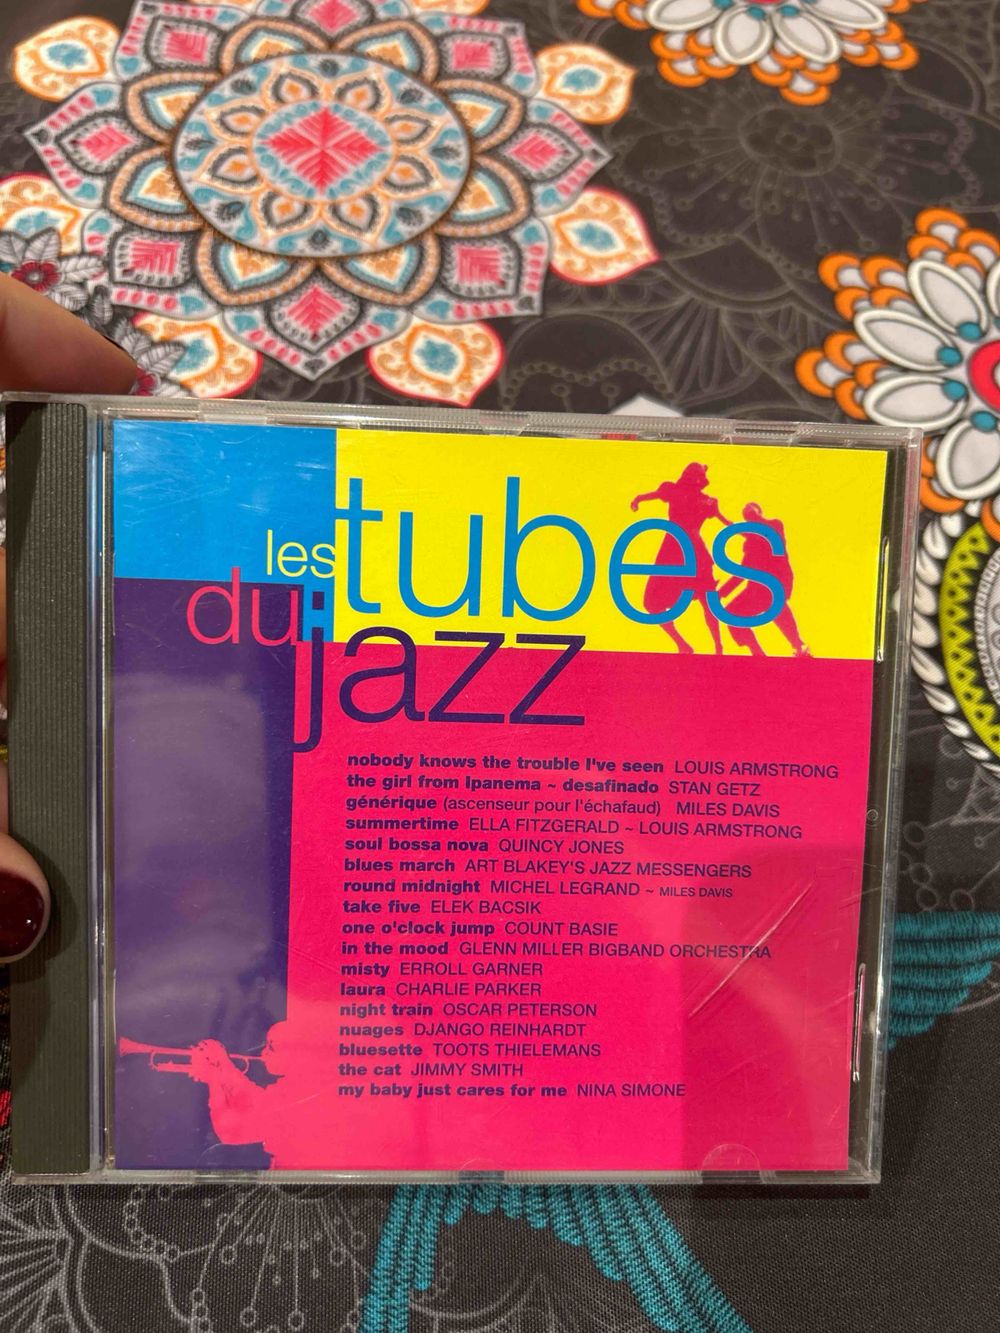 les tubes
du jazz
nobody knows the trouble I've seen LOUIS ARMSTRONG
the girl from Ipanema ~ desafinado STAN GETZ
générique (ascenseur pour l'échafaud) MILES DAVIS
summertime ELLA FITZGERALD ~ LOUIS ARMSTRONG
soul bossa nova QUINCY JONES
blues march ART BLAKEY'S JAZZ MESSENGERS
round midnight MICHEL LEGRAND ~ MILES DAVIS
take five ELEK BACSIK
one o'clock jump COUNT BASIE
in the mood GLENN MILLER BIGBAND ORCHESTRA
misty ERROLL GARNER
laura CHARLIE PARKER
night train OSCAR PETERSON
nuages DJANGO REINHARDT
bluesette TOOTS THIELEMANS
the cat JIMMY SMITH
my baby just cares for me NINA SIMONE